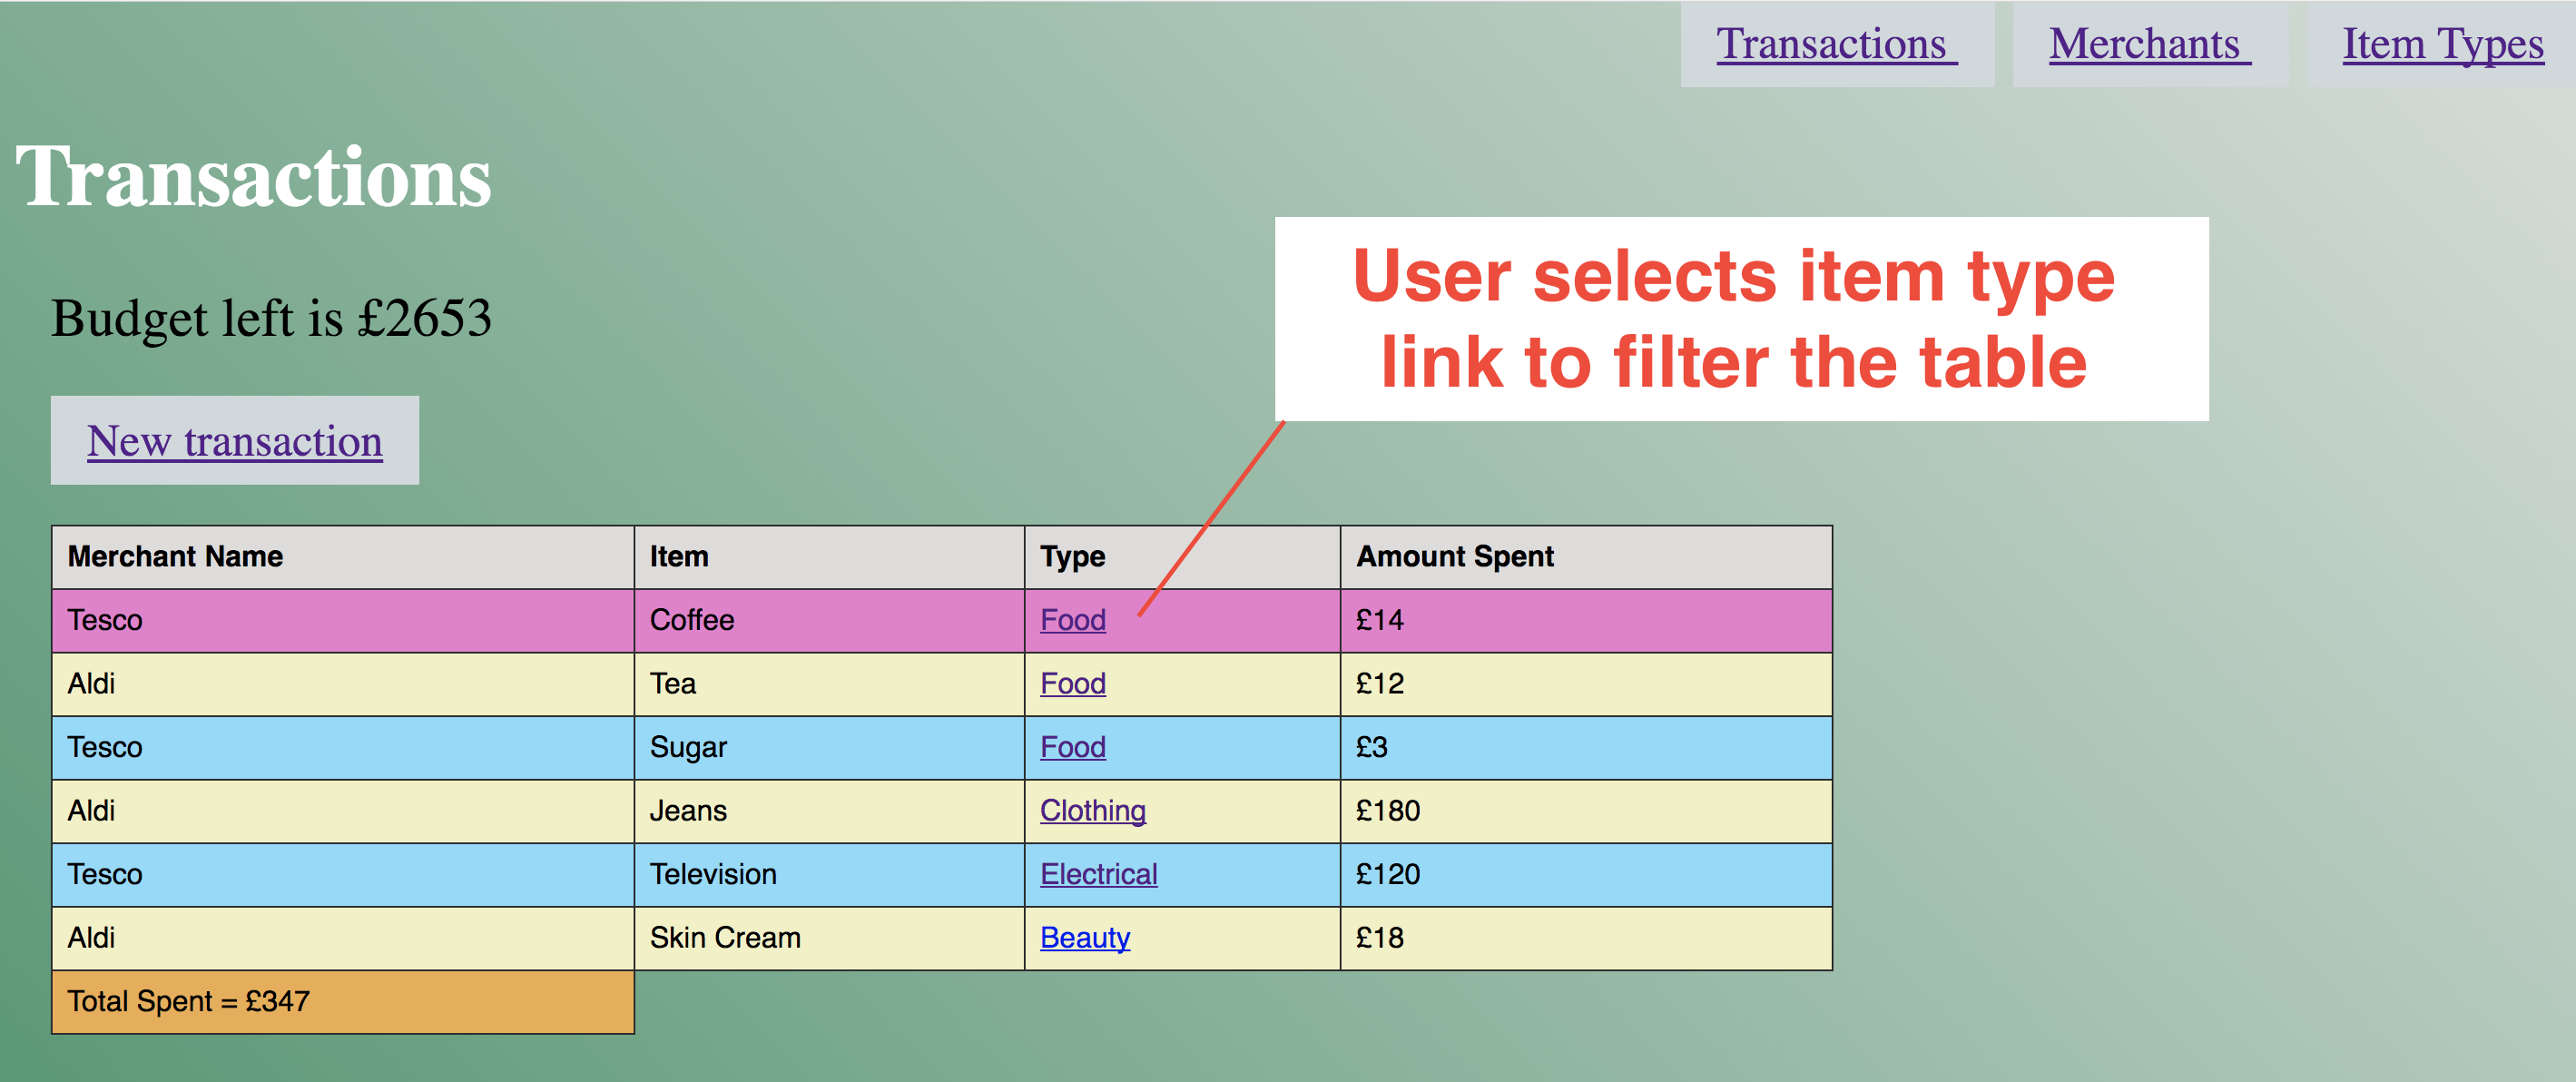 Transactions Merchants Item Types
Transactions
User selects item type
link to filter the table
Budget left is £2653
New transaction
Merchant Name Item Type Amount Spent
Tesco Coffee Food £14
Aldi Tea Food £12
Tesco Sugar Food £3
Aldi Jeans Clothing £180
Tesco Television Electrical £120
Aldi Skin Cream Beauty £18
Total Spent = £347